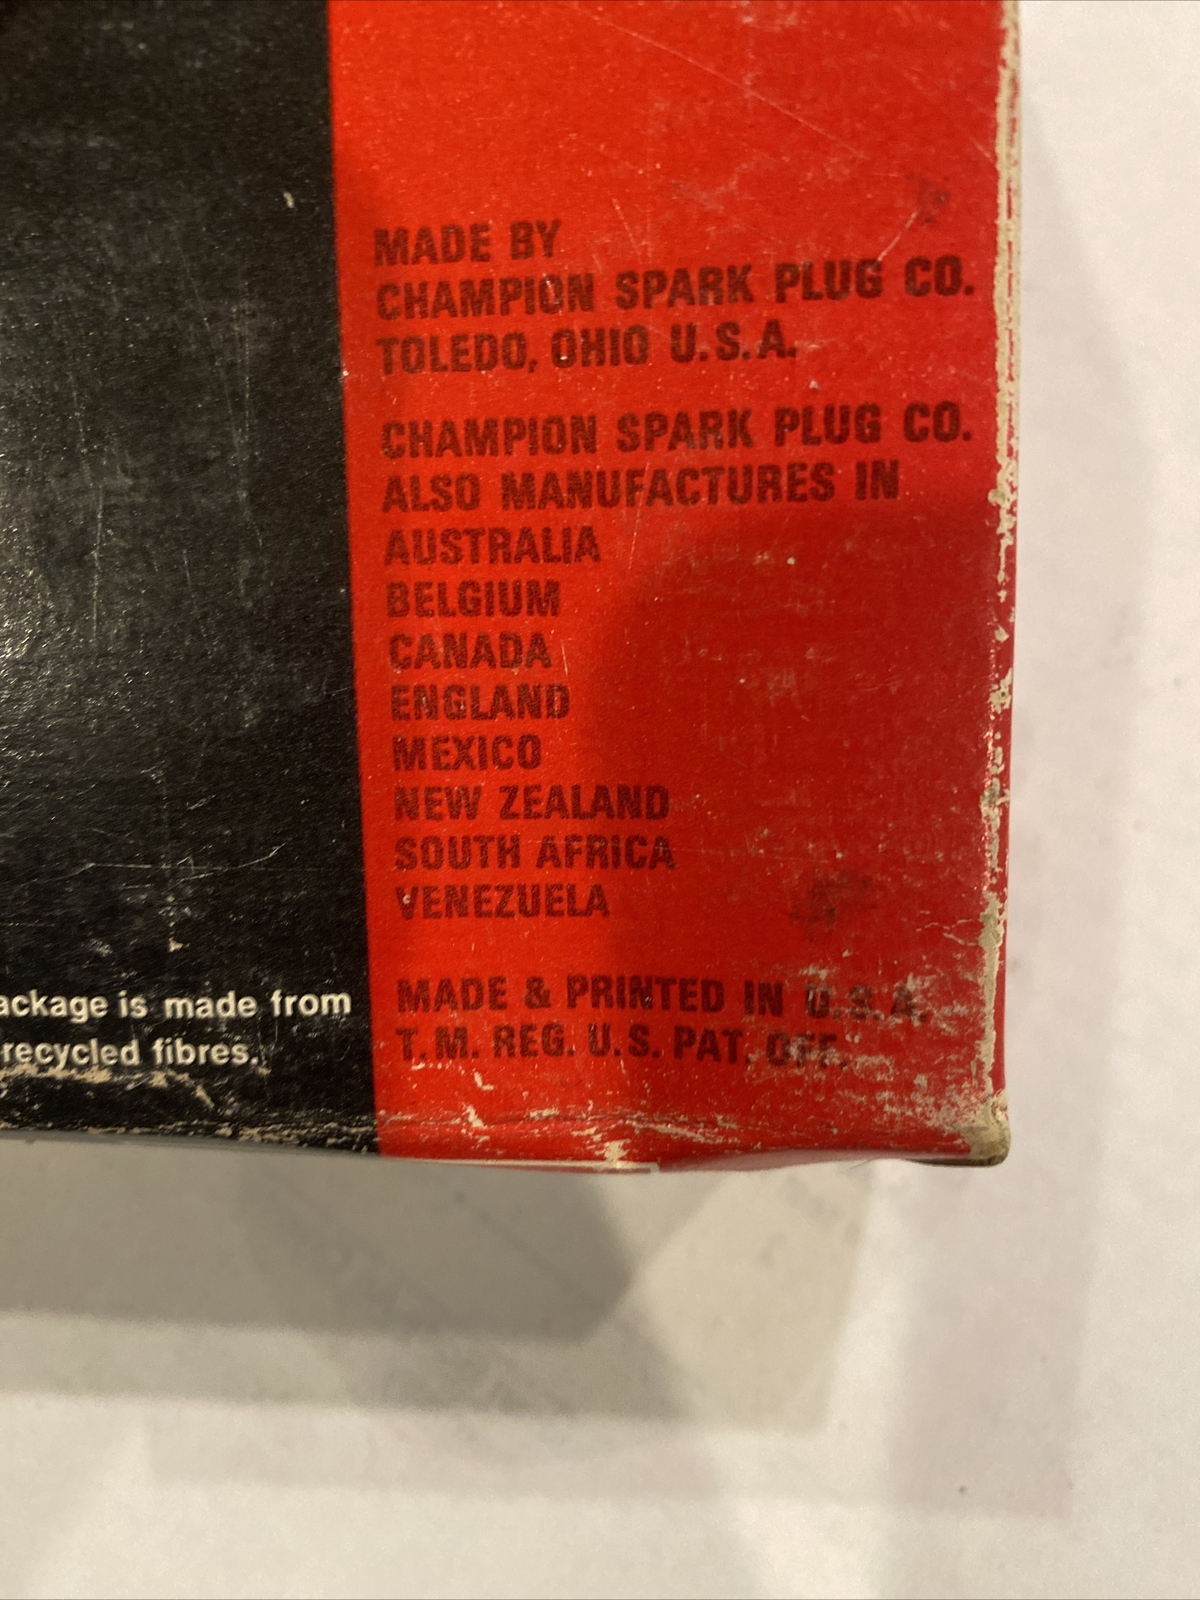 MADE BY
CHAMPION SPARK PLUG CO.
TOLEDO, OHIO U.S.A.
CHAMPION SPARK PLUG CO.
ALSO MANUFACTURES IN
AUSTRALIA
BELGIUM
CANADA
ENGLAND
MEXICO
NEW ZEALAND
SOUTH AFRICA
VENEZUELA
MADE & PRINTED IN U.S.A.
T.M. REG. U.S. PAT. OFF.
ackage is made from
recycled fibres.